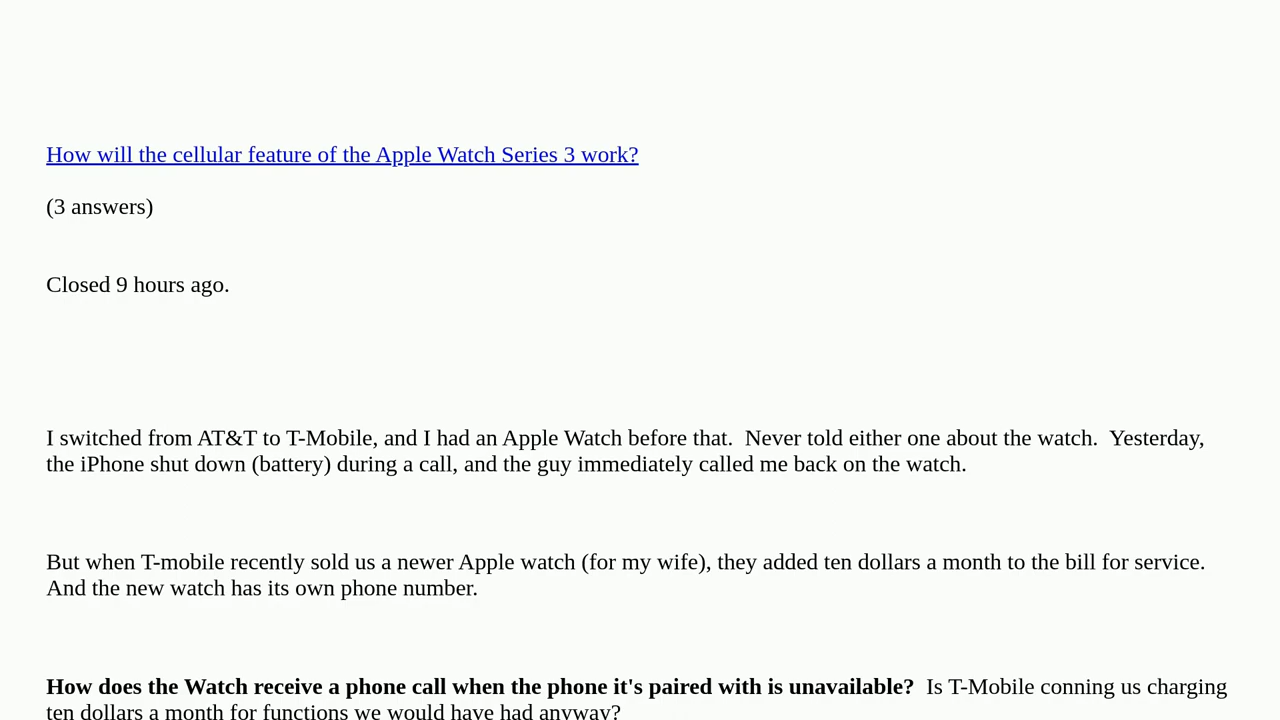 How will the cellular feature of the Apple Watch Series 3 work?
(3 answers)
Closed 9 hours ago.
I switched from AT&T to T-Mobile, and I had an Apple Watch before that.  Never told either one about the watch.  Yesterday,
the iPhone shut down (battery) during a call, and the guy immediately called me back on the watch.
But when T-mobile recently sold us a newer Apple watch (for my wife), they added ten dollars a month to the bill for service.
And the new watch has its own phone number.
How does the Watch receive a phone call when the phone it's paired with is unavailable?  Is T-Mobile conning us charging
ten dollars a month for functions we would have had anyway?